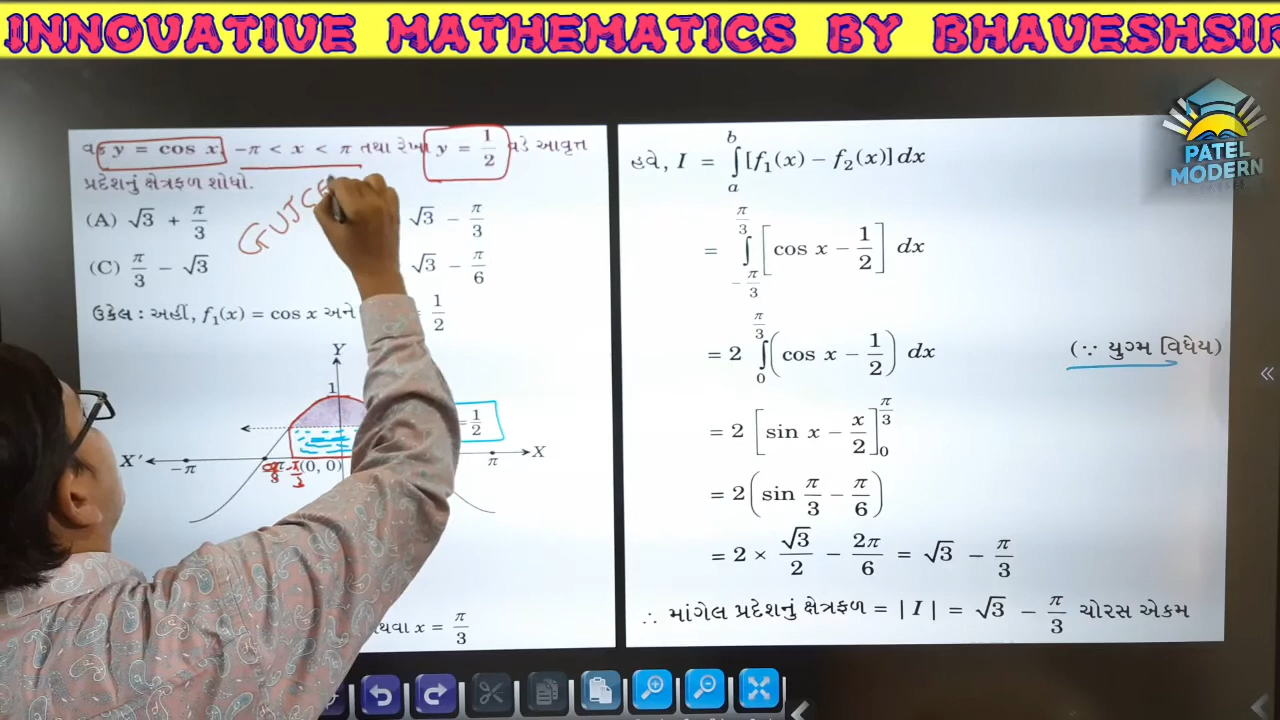 INNOVATIVE MATHEMATICS BY BHAVESHSIR
PATEL
MODERN
y = cos x, -π < x < π તથા રેખા y = 1/2 વડે આવૃત્ત
પ્રદેશનું ક્ષેત્રફળ શોધો.
(A) √3 + π/3
√3 − π/3
(C) π/3 − √3
√3 − π/6
GUJCE
ઉકેલ : અહીં, f₁(x) = cos x અને
1/2
Y
1
= 1/2
X′ −π −π/3 (0, 0) π X
અથવા x = π/3
હવે, I = ∫ₐᵇ [f₁(x) − f₂(x)] dx
= ∫_{−π/3}^{π/3} [cos x − 1/2] dx
= 2 ∫₀^{π/3} (cos x − 1/2) dx (∵ યુગ્મ વિધેય)
= 2 [sin x − x/2]₀^{π/3}
= 2 (sin π/3 − π/6)
= 2 × √3/2 − 2π/6 = √3 − π/3
∴ માંગેલ પ્રદેશનું ક્ષેત્રફળ = | I | = √3 − π/3 ચોરસ એકમ